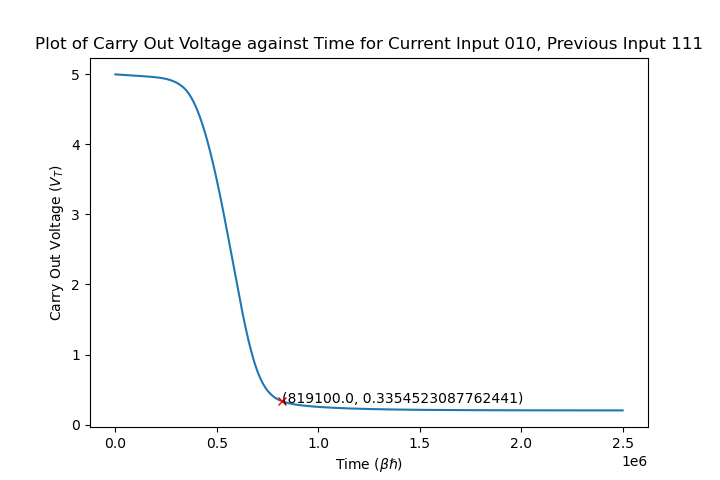 Plot of Carry Out Voltage against Time for Current Input 010, Previous Input 111
Carry Out Voltage (V_T)
5
4
3
2
1
0
(819100.0, 0.3354523087762441)
0.0 0.5 1.0 1.5 2.0 2.5
1e6
Time (βℏ)